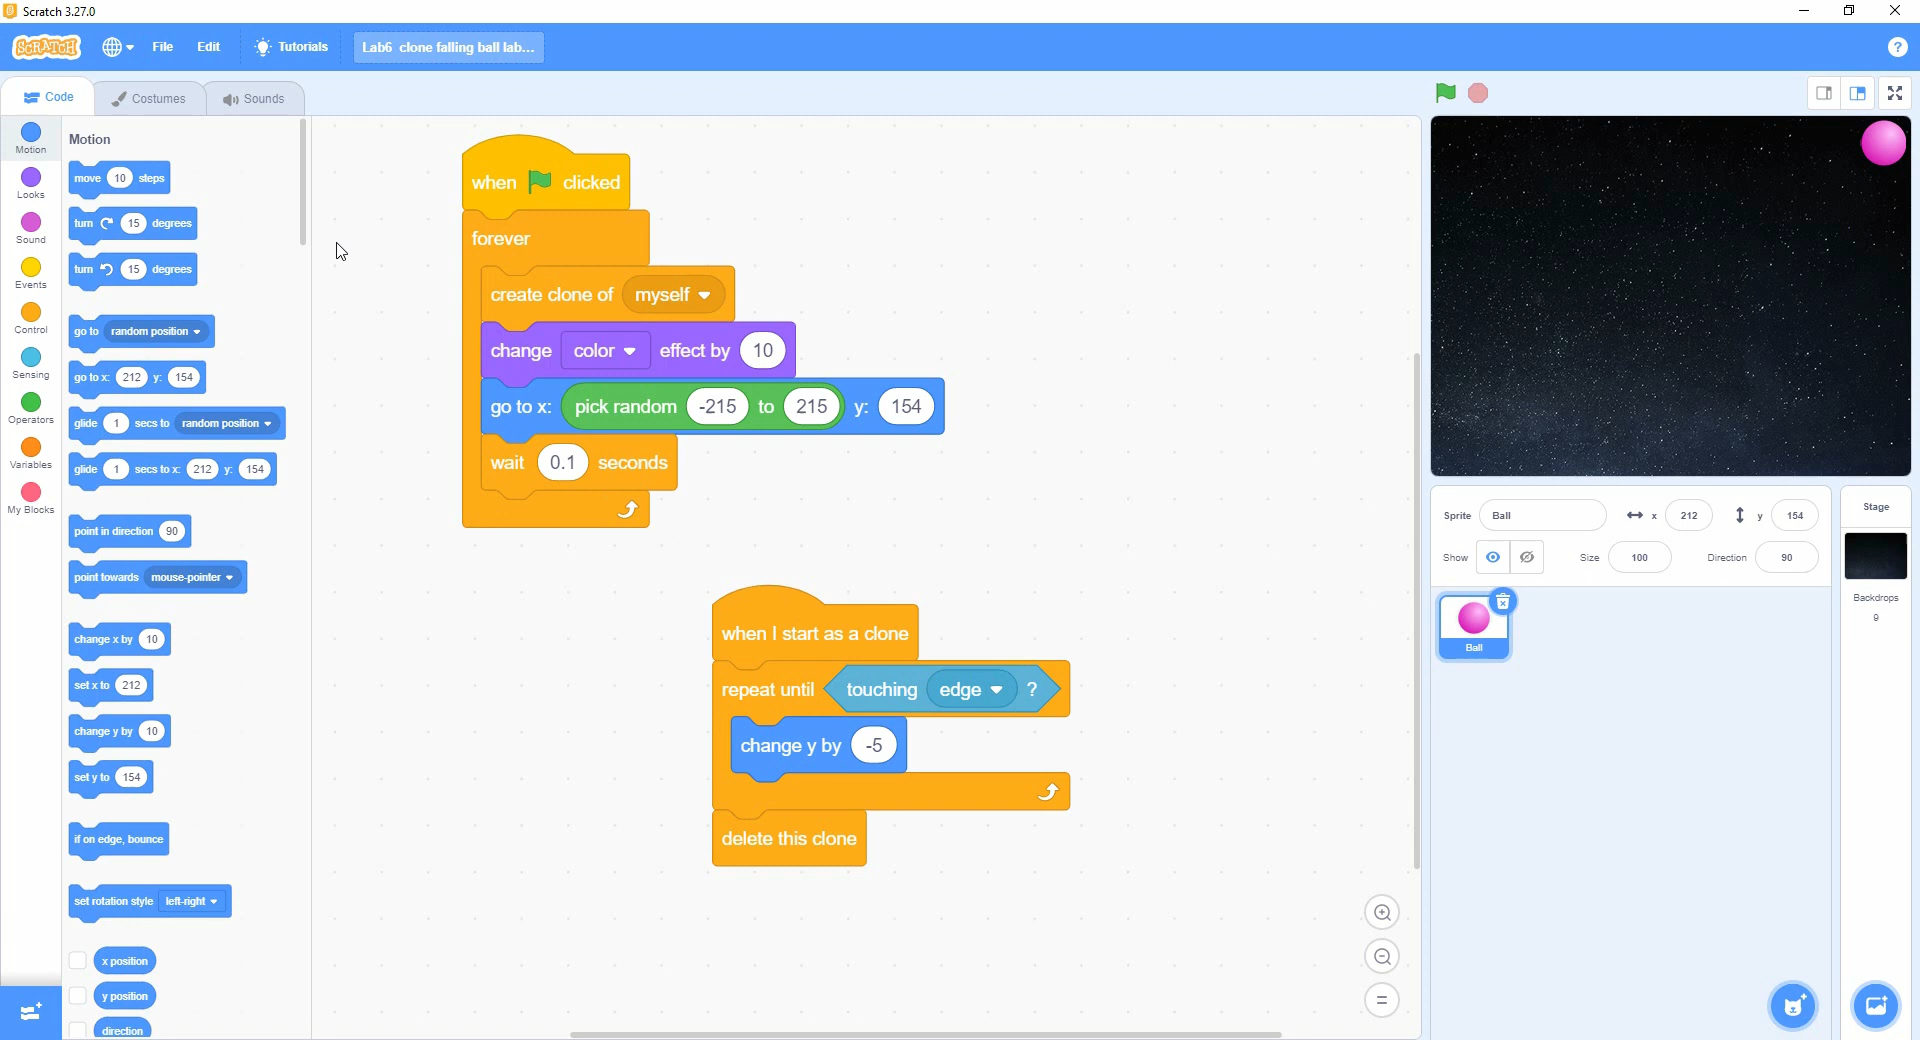 Scratch 3.27.0
SCRATCH File Edit Tutorials Lab6 clone falling ball lab... ?
Code Costumes Sounds
Motion
Looks
Sound
Events
Control
Sensing
Operators
Variables
My Blocks
Motion
move 10 steps
turn 15 degrees
turn 15 degrees
go to random position
go to x: 212 y: 154
glide 1 secs to random position
glide 1 secs to x: 212 y: 154
point in direction 90
point towards mouse-pointer
change x by 10
set x to 212
change y by 10
set y to 154
if on edge, bounce
set rotation style left-right
x position
y position
direction
when clicked
forever
create clone of myself
change color effect by 10
go to x: pick random -215 to 215 y: 154
wait 0.1 seconds
when I start as a clone
repeat until touching edge ?
change y by -5
delete this clone
Sprite Ball x 212 y 154
Show Size 100 Direction 90
Ball
Stage
Backdrops
9